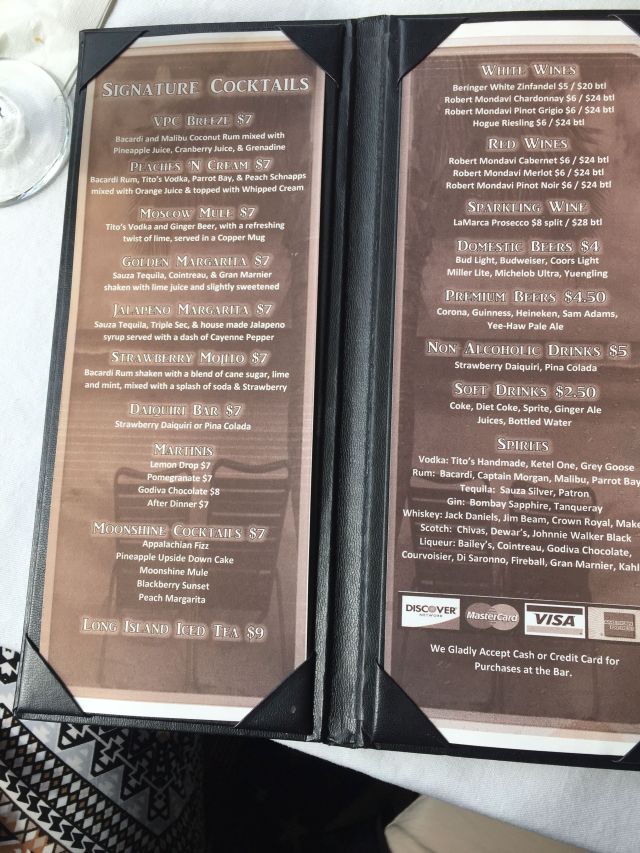 SIGNATURE COCKTAILS
VPC BREEZE $7
Bacardi and Malibu Coconut Rum mixed with
Pineapple Juice, Cranberry Juice, & Grenadine
PEACHES 'N CREAM $7
Bacardi Rum, Tito's Vodka, Parrot Bay, & Peach Schnapps
mixed with Orange Juice & topped with Whipped Cream
MOSCOW MULE $7
Tito's Vodka and Ginger Beer, with a refreshing
twist of lime, served in a Copper Mug
GOLDEN MARGARITA $7
Sauza Tequila, Cointreau, & Gran Marnier
shaken with lime juice and slightly sweetened
JALAPENO MARGARITA $7
Sauza Tequila, Triple Sec, & house made Jalapeno
syrup served with a dash of Cayenne Pepper
STRAWBERRY MOJITO $7
Bacardi Rum shaken with a blend of cane sugar, lime
and mint, mixed with a splash of soda & Strawberry
DAIQUIRI BAR $7
Strawberry Daiquiri or Pina Colada
MARTINIS
Lemon Drop $7
Pomegranate $7
Godiva Chocolate $8
After Dinner $7
MOONSHINE COCKTAILS $7
Appalachian Fizz
Pineapple Upside Down Cake
Moonshine Mule
Blackberry Sunset
Peach Margarita
LONG ISLAND ICED TEA $9
WHITE WINES
Beringer White Zinfandel $5 / $20 btl
Robert Mondavi Chardonnay $6 / $24 btl
Robert Mondavi Pinot Grigio $6 / $24 btl
Hogue Riesling $6 / $24 btl
RED WINES
Robert Mondavi Cabernet $6 / $24 btl
Robert Mondavi Merlot $6 / $24 btl
Robert Mondavi Pinot Noir $6 / $24 btl
SPARKLING WINE
LaMarca Prosecco $8 split / $28 btl
DOMESTIC BEERS $4
Bud Light, Budweiser, Coors Light
Miller Lite, Michelob Ultra, Yuengling
PREMIUM BEERS $4.50
Corona, Guinness, Heineken, Sam Adams,
Yee-Haw Pale Ale
NON ALCOHOLIC DRINKS $5
Strawberry Daiquiri, Pina Colada
SOFT DRINKS $2.50
Coke, Diet Coke, Sprite, Ginger Ale
Juices, Bottled Water
SPIRITS
Vodka: Tito's Handmade, Ketel One, Grey Goose
Rum: Bacardi, Captain Morgan, Malibu, Parrot Bay
Tequila: Sauza Silver, Patron
Gin: Bombay Sapphire, Tanqueray
Whiskey: Jack Daniels, Jim Beam, Crown Royal, Make
Scotch: Chivas, Dewar's, Johnnie Walker Black
Liqueur: Bailey's, Cointreau, Godiva Chocolate,
Courvoisier, Di Saronno, Fireball, Gran Marnier, Kahl
DISCOVER NETWORK MasterCard VISA AMERICAN EXPRESS
We Gladly Accept Cash or Credit Card for
Purchases at the Bar.